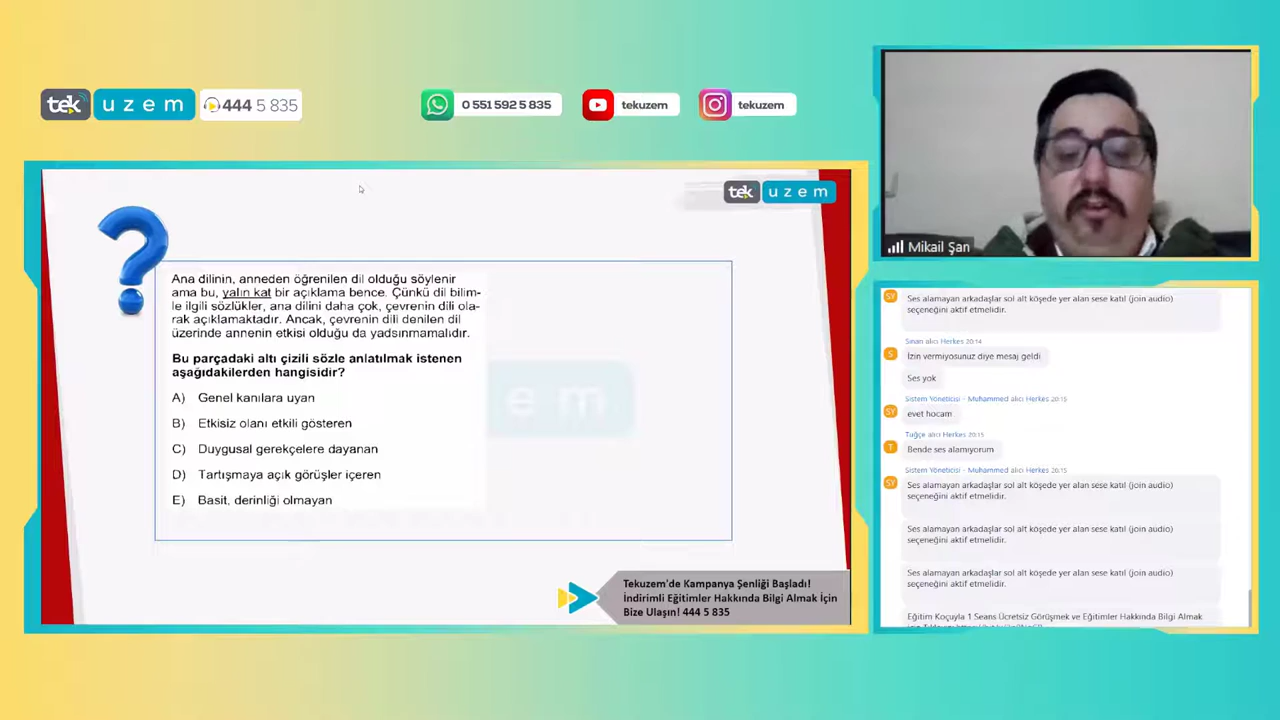 tek uzem 444 5 835
0 551 592 5 835
tekuzem
tekuzem
tek uzem
Ana dilinin, anneden öğrenilen dil olduğu söylenir
ama bu, yalın kat bir açıklama bence. Çünkü dil bilim-
le ilgili sözlükler, ana dilini daha çok, çevrenin dili ola-
rak açıklamaktadır. Ancak, çevrenin dili denilen dil
üzerinde annenin etkisi olduğu da yadsınmamalıdır.
Bu parçadaki altı çizili sözle anlatılmak istenen
aşağıdakilerden hangisidir?
A) Genel kanılara uyan
B) Etkisiz olanı etkili gösteren
C) Duygusal gerekçelere dayanan
D) Tartışmaya açık görüşler içeren
E) Basit, derinliği olmayan
e m
Tekuzem'de Kampanya Şenliği Başladı!
İndirimli Eğitimler Hakkında Bilgi Almak İçin
Bize Ulaşın! 444 5 835
Mikail Şan
SY
Ses alamayan arkadaşlar sol alt köşede yer alan sese katıl (join audio)
seçeneğini aktif etmelidir.
Sinan alıcı Herkes 20:14
S
İzin vermiyosunuz diye mesaj geldi
Ses yok
Sistem Yöneticisi - Muhammed alıcı Herkes 20:15
SY
evet hocam
Tuğçe alıcı Herkes 20:15
T
Bende ses alamıyorum
Sistem Yöneticisi - Muhammed alıcı Herkes 20:15
SY
Ses alamayan arkadaşlar sol alt köşede yer alan sese katıl (join audio)
seçeneğini aktif etmelidir.
Ses alamayan arkadaşlar sol alt köşede yer alan sese katıl (join audio)
seçeneğini aktif etmelidir.
Ses alamayan arkadaşlar sol alt köşede yer alan sese katıl (join audio)
seçeneğini aktif etmelidir.
Eğitim Koçuyla 1 Seans Ücretsiz Görüşmek ve Eğitimler Hakkında Bilgi Almak